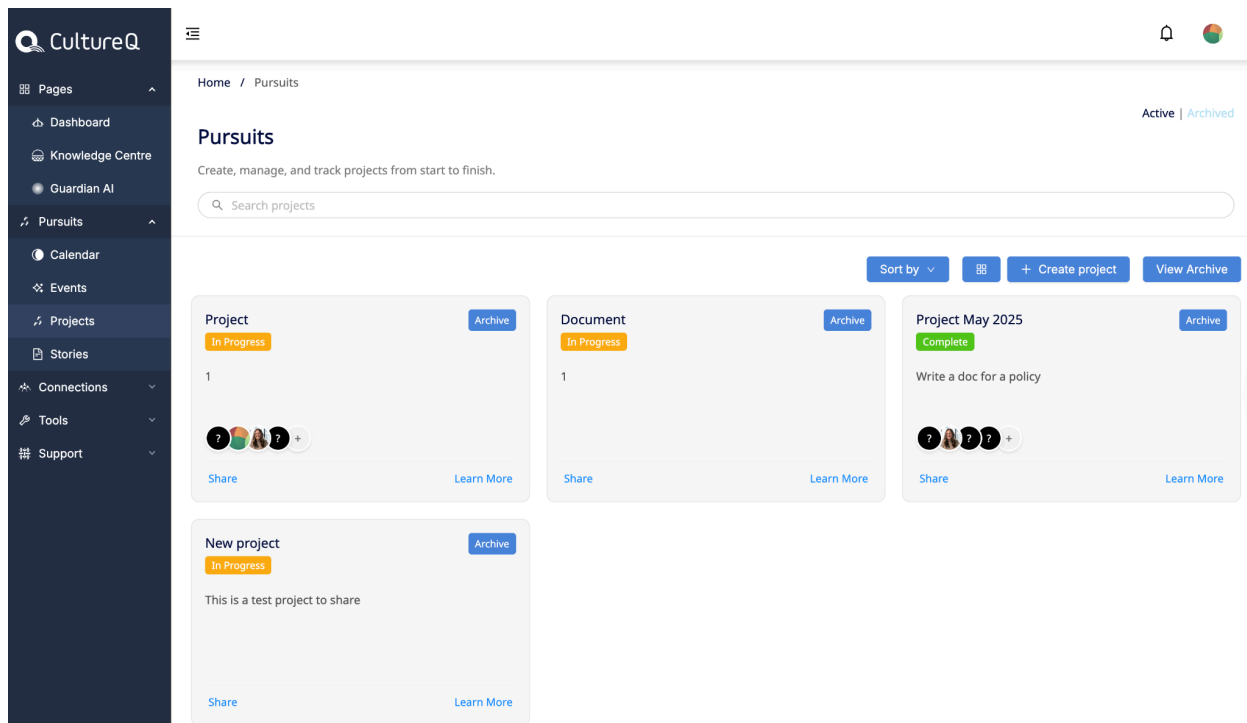 CultureQ
Pages
Dashboard
Knowledge Centre
Guardian AI
Pursuits
Calendar
Events
Projects
Stories
Connections
Tools
Support
Home / Pursuits
Active | Archived
Pursuits
Create, manage, and track projects from start to finish.
Search projects
Sort by
+ Create project
View Archive
Project
Archive
In Progress
1
? ? +
Share
Learn More
Document
Archive
In Progress
1
Share
Learn More
Project May 2025
Archive
Complete
Write a doc for a policy
? ? ? +
Share
Learn More
New project
Archive
In Progress
This is a test project to share
Share
Learn More